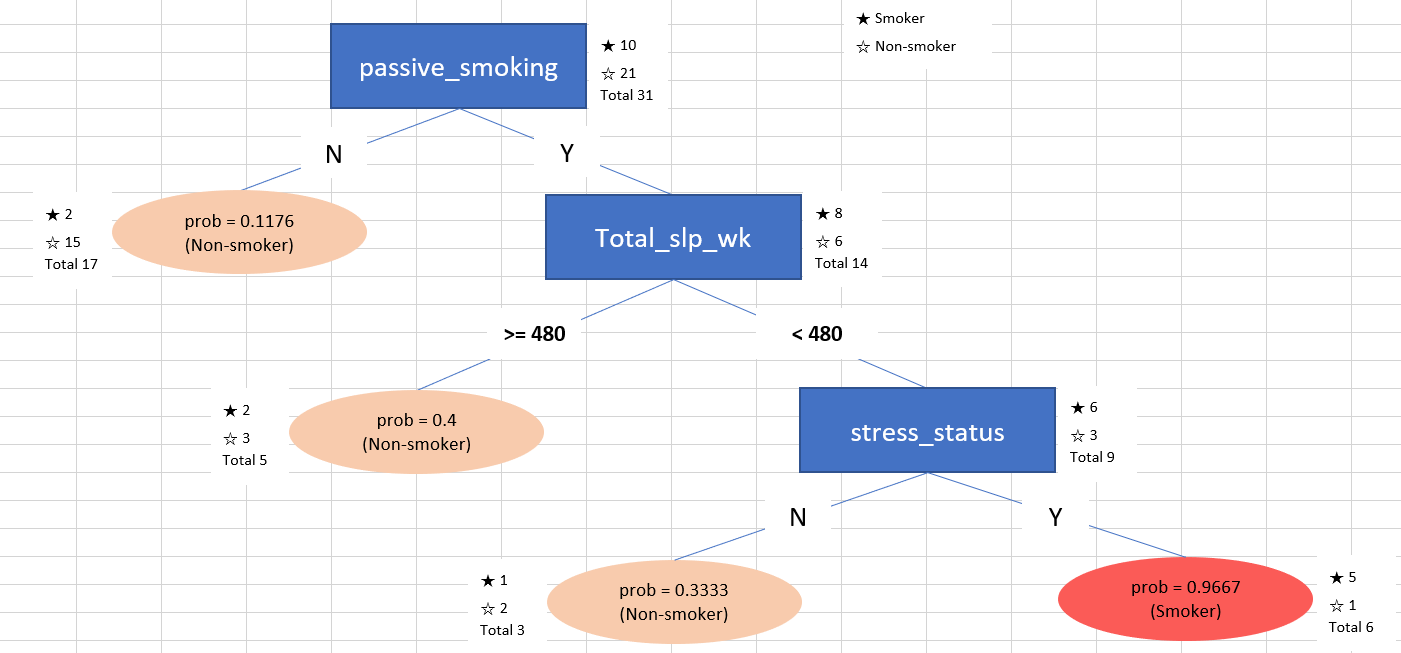 ★ Smoker
☆ Non-smoker
passive_smoking
★ 10
☆ 21
Total 31
N
Y
★ 2
☆ 15
Total 17
prob = 0.1176
(Non-smoker)
Total_slp_wk
★ 8
☆ 6
Total 14
>= 480
< 480
★ 2
☆ 3
Total 5
prob = 0.4
(Non-smoker)
stress_status
★ 6
☆ 3
Total 9
N
Y
★ 1
☆ 2
Total 3
prob = 0.3333
(Non-smoker)
prob = 0.9667
(Smoker)
★ 5
☆ 1
Total 6